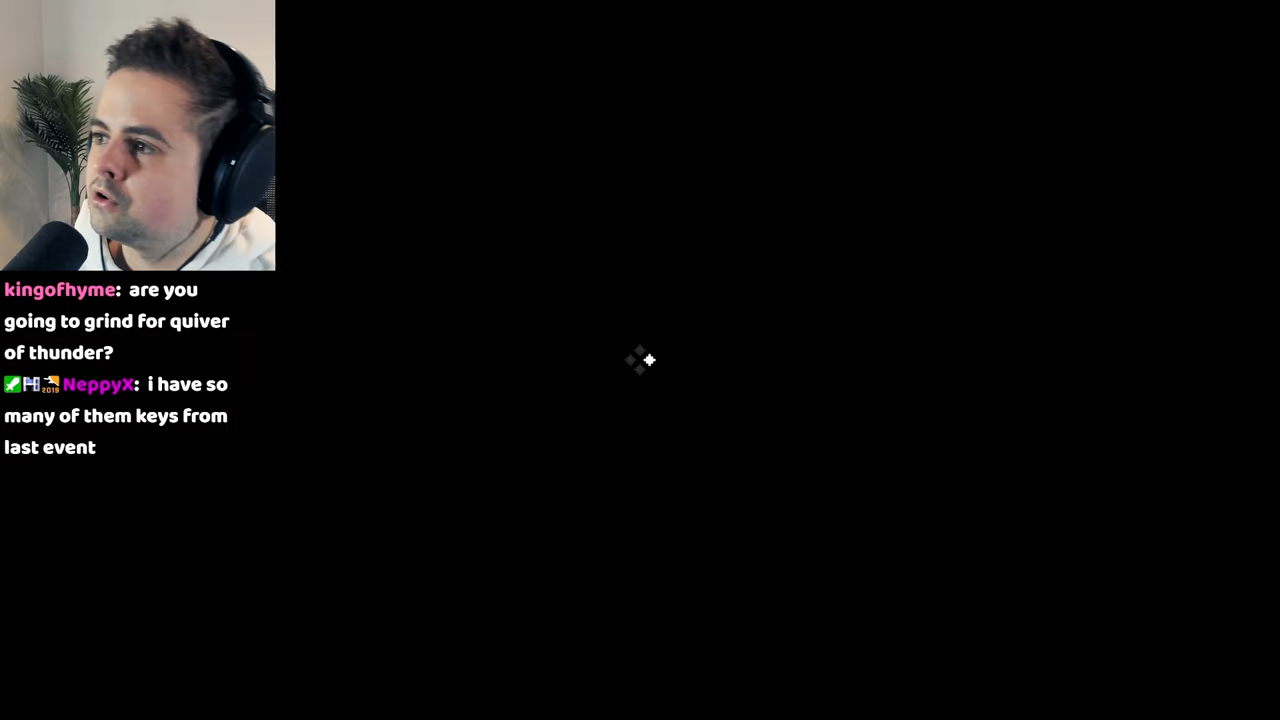 kingofhyme: are you
going to grind for quiver
of thunder?
2019 NeppyX: i have so
many of them keys from
last event